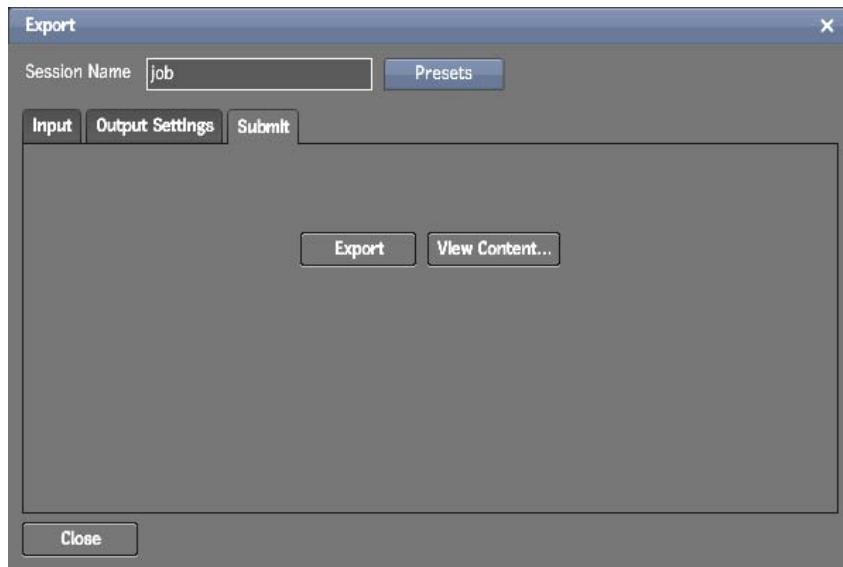 Export
Session Name job Presets
Input Output Settings Submit
Export View Content...
Close